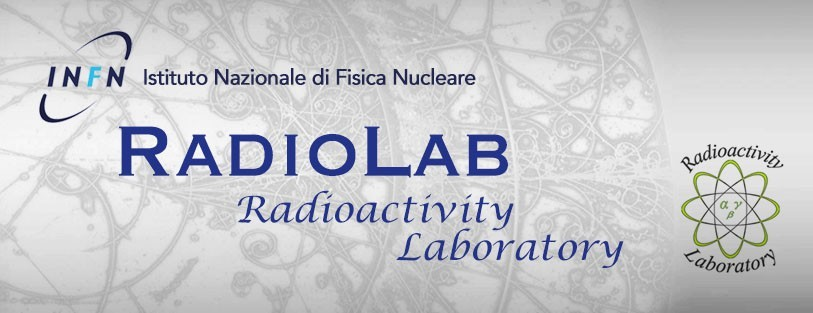 INFN Istituto Nazionale di Fisica Nucleare
RADIOLAB
Radioactivity
Laboratory
Radioactivity
α γ
β
Laboratory